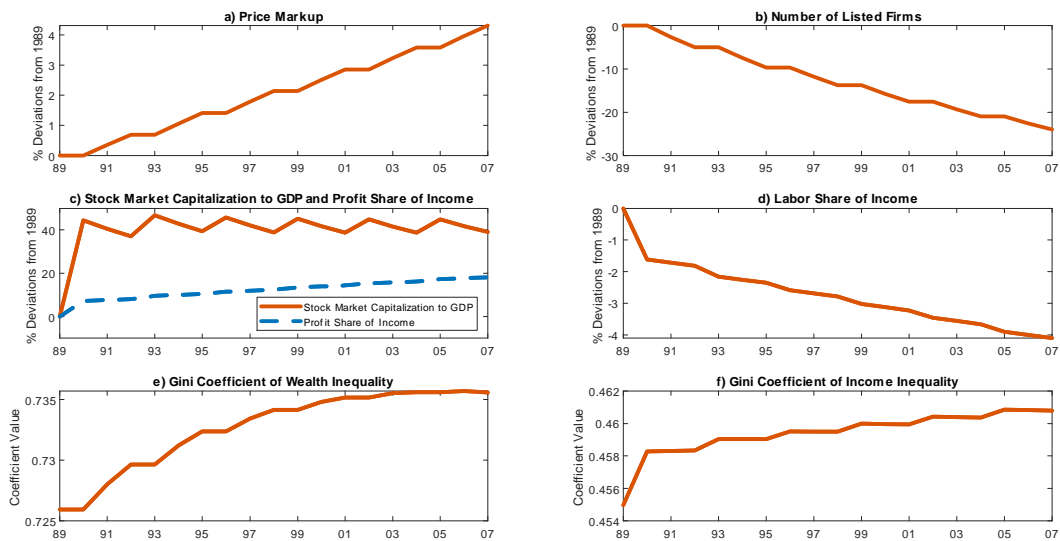 a) Price Markup
% Deviations from 1989
4
3
2
1
0
89 91 93 95 97 99 01 03 05 07
b) Number of Listed Firms
% Deviations from 1989
0
-10
-20
-30
89 91 93 95 97 99 01 03 05 07
c) Stock Market Capitalization to GDP and Profit Share of Income
% Deviations from 1989
40
20
0
Stock Market Capitalization to GDP
Profit Share of Income
89 91 93 95 97 99 01 03 05 07
d) Labor Share of Income
% Deviations from 1989
0
-1
-2
-3
-4
89 91 93 95 97 99 01 03 05 07
e) Gini Coefficient of Wealth Inequality
Coefficient Value
0.735
0.73
0.725
89 91 93 95 97 99 01 03 05 07
f) Gini Coefficient of Income Inequality
Coefficient Value
0.462
0.46
0.458
0.456
0.454
89 91 93 95 97 99 01 03 05 07